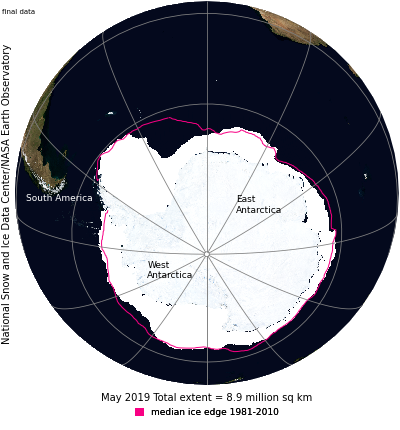 final data
National Snow and Ice Data Center/NASA Earth Observatory
South America
East
Antarctica
West
Antarctica
May 2019 Total extent = 8.9 million sq km
median ice edge 1981-2010